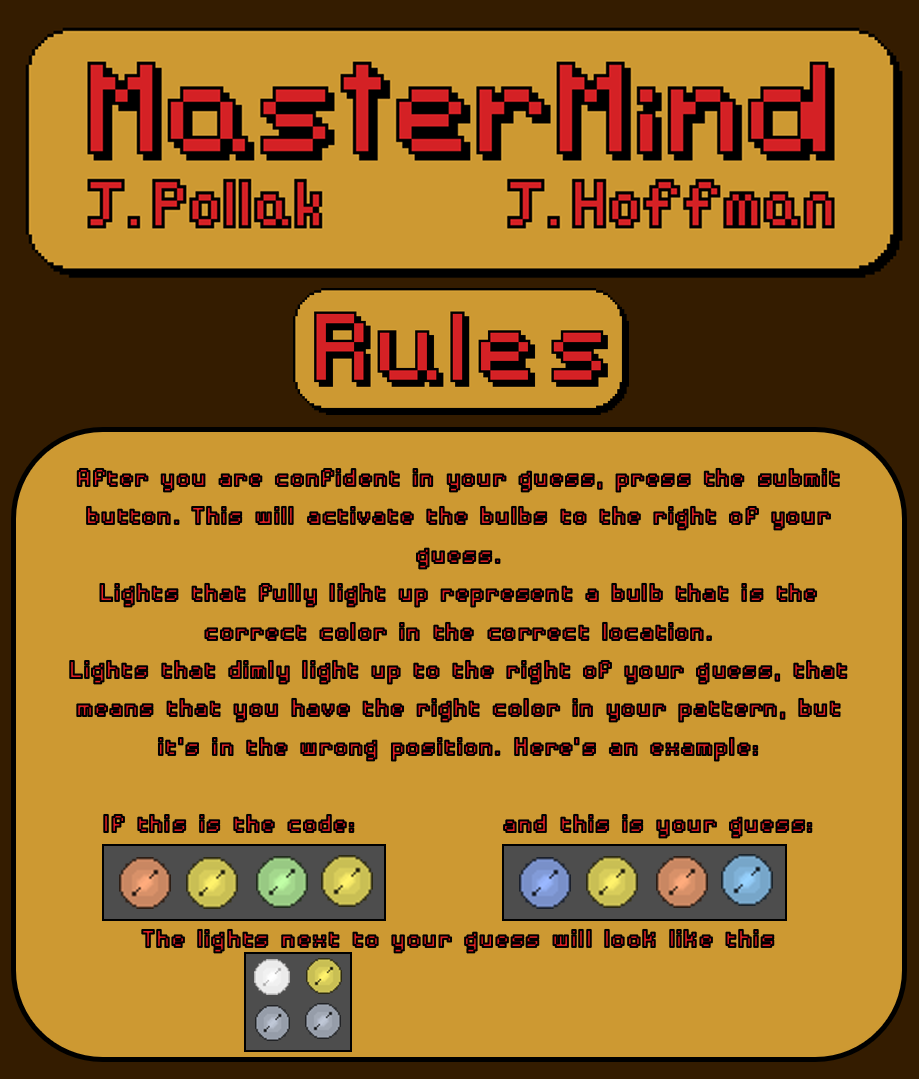 MasterMind
J. Pollak J. Hoffman
Rules
After you are confident in your guess, press the submit
button. This will activate the bulbs to the right of your
guess.
Lights that fully light up represent a bulb that is the
correct color in the correct location.
Lights that dimly light up to the right of your guess, that
means that you have the right color in your pattern, but
it's in the wrong position. Here's an example:
If this is the code: and this is your guess:
The lights next to your guess will look like this